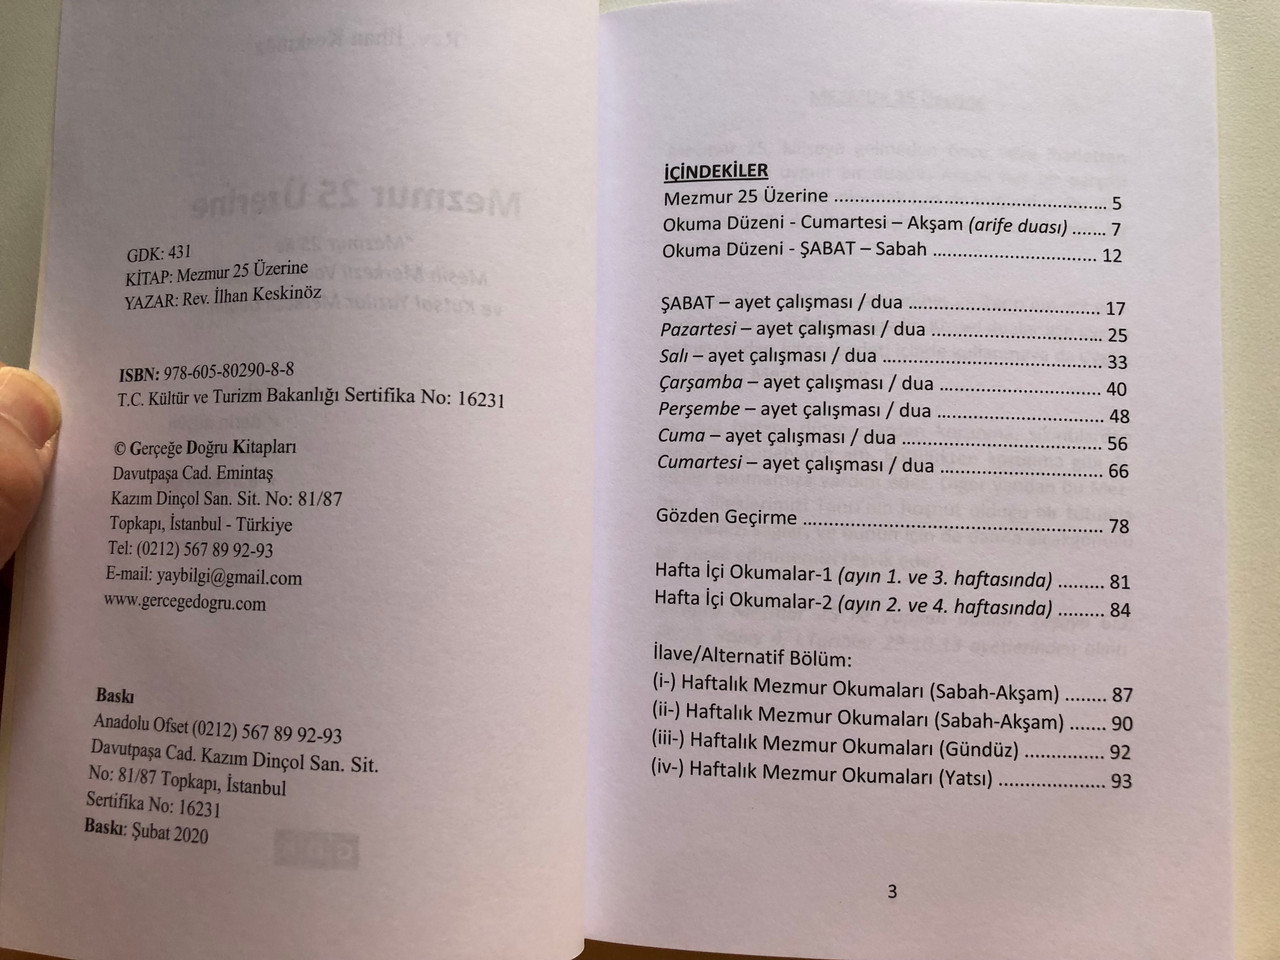 GDK: 431
KİTAP: Mezmur 25 Üzerine
YAZAR: Rev. İlhan Keskinöz
ISBN: 978-605-80290-8-8
T.C. Kültür ve Turizm Bakanlığı Sertifika No: 16231
© Gerçeğe Doğru Kitapları
Davutpaşa Cad. Emintaş
Kazım Dinçol San. Sit. No: 81/87
Topkapı, İstanbul - Türkiye
Tel: (0212) 567 89 92-93
E-mail: yaybilgi@gmail.com
www.gercegedogru.com
Baskı
Anadolu Ofset (0212) 567 89 92-93
Davutpaşa Cad. Kazım Dinçol San. Sit.
No: 81/87 Topkapı, İstanbul
Sertifika No: 16231
Baskı: Şubat 2020
İÇİNDEKİLER
Mezmur 25 Üzerine ................................................ 5
Okuma Düzeni - Cumartesi – Akşam (arife duası) ....... 7
Okuma Düzeni - ŞABAT – Sabah ............................. 12
ŞABAT – ayet çalışması / dua ................................. 17
Pazartesi – ayet çalışması / dua .............................. 25
Salı – ayet çalışması / dua ...................................... 33
Çarşamba – ayet çalışması / dua ............................. 40
Perşembe – ayet çalışması / dua ............................. 48
Cuma – ayet çalışması / dua ................................... 56
Cumartesi – ayet çalışması / dua ............................. 66
Gözden Geçirme .................................................... 78
Hafta İçi Okumalar-1 (ayın 1. ve 3. haftasında) ......... 81
Hafta İçi Okumalar-2 (ayın 2. ve 4. haftasında) ......... 84
İlave/Alternatif Bölüm:
(i-) Haftalık Mezmur Okumaları (Sabah-Akşam) ........ 87
(ii-) Haftalık Mezmur Okumaları (Sabah-Akşam) ....... 90
(iii-) Haftalık Mezmur Okumaları (Gündüz) .............. 92
(iv-) Haftalık Mezmur Okumaları (Yatsı) ................... 93
3